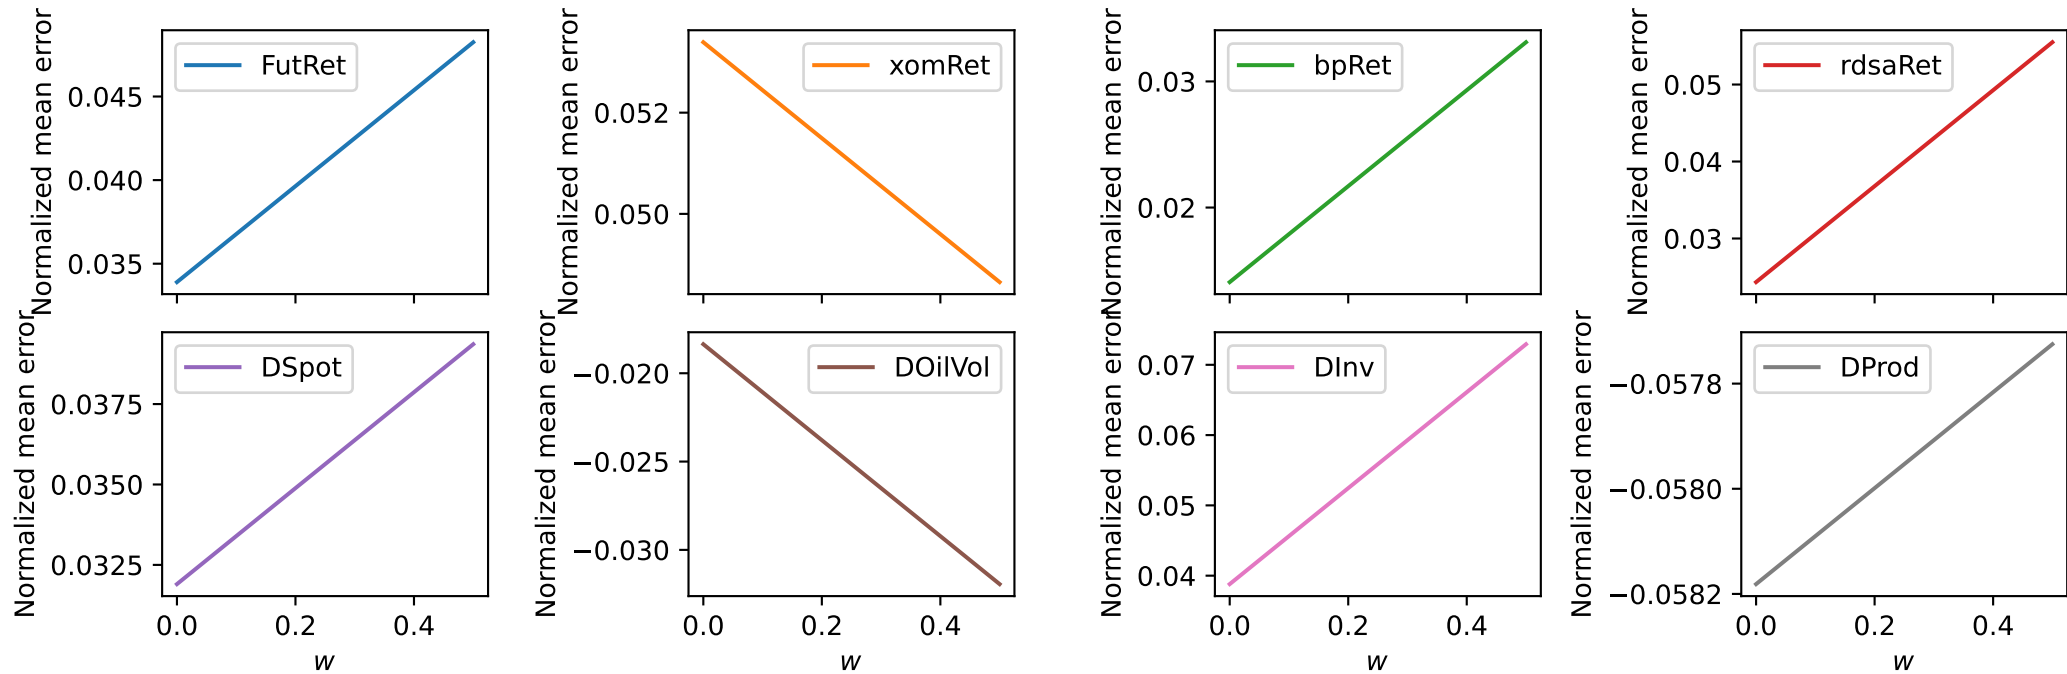 Normalized mean error
0.045
0.040
0.035
FutRet
Normalized mean error
0.052
0.050
xomRet
Normalized mean error
0.03
0.02
bpRet
Normalized mean error
0.05
0.04
0.03
rdsaRet
Normalized mean error
0.0375
0.0350
0.0325
DSpot
0.0 0.2 0.4
w
Normalized mean error
−0.020
−0.025
−0.030
DOilVol
0.0 0.2 0.4
w
Normalized mean error
0.07
0.06
0.05
0.04
DInv
0.0 0.2 0.4
w
Normalized mean error
−0.0578
−0.0580
−0.0582
DProd
0.0 0.2 0.4
w